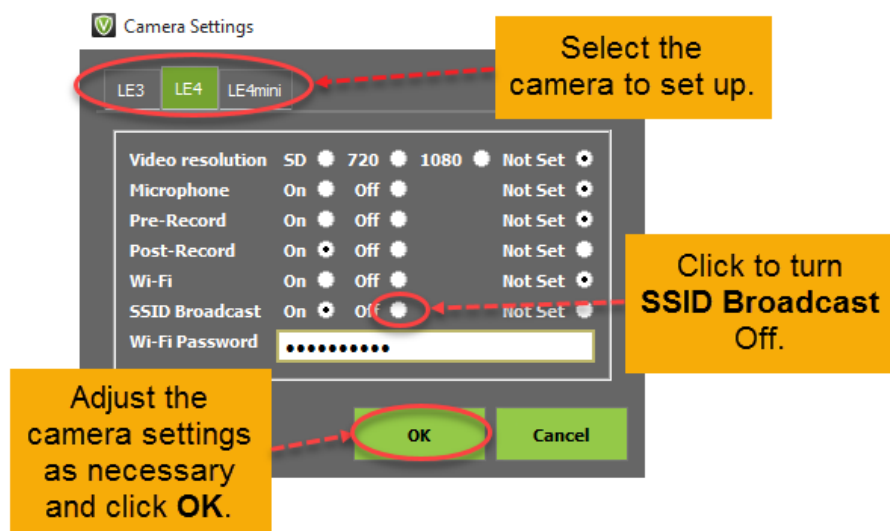 Camera Settings
Select the
camera to set up.
LE3 LE4 LE4mini
Video resolution SD 720 1080 Not Set
Microphone On Off Not Set
Pre-Record On Off Not Set
Post-Record On Off Not Set
Wi-Fi On Off Not Set
SSID Broadcast On Off Not Set
Wi-Fi Password ••••••••••
Click to turn
SSID Broadcast
Off.
Adjust the
camera settings
as necessary
and click OK.
OK Cancel